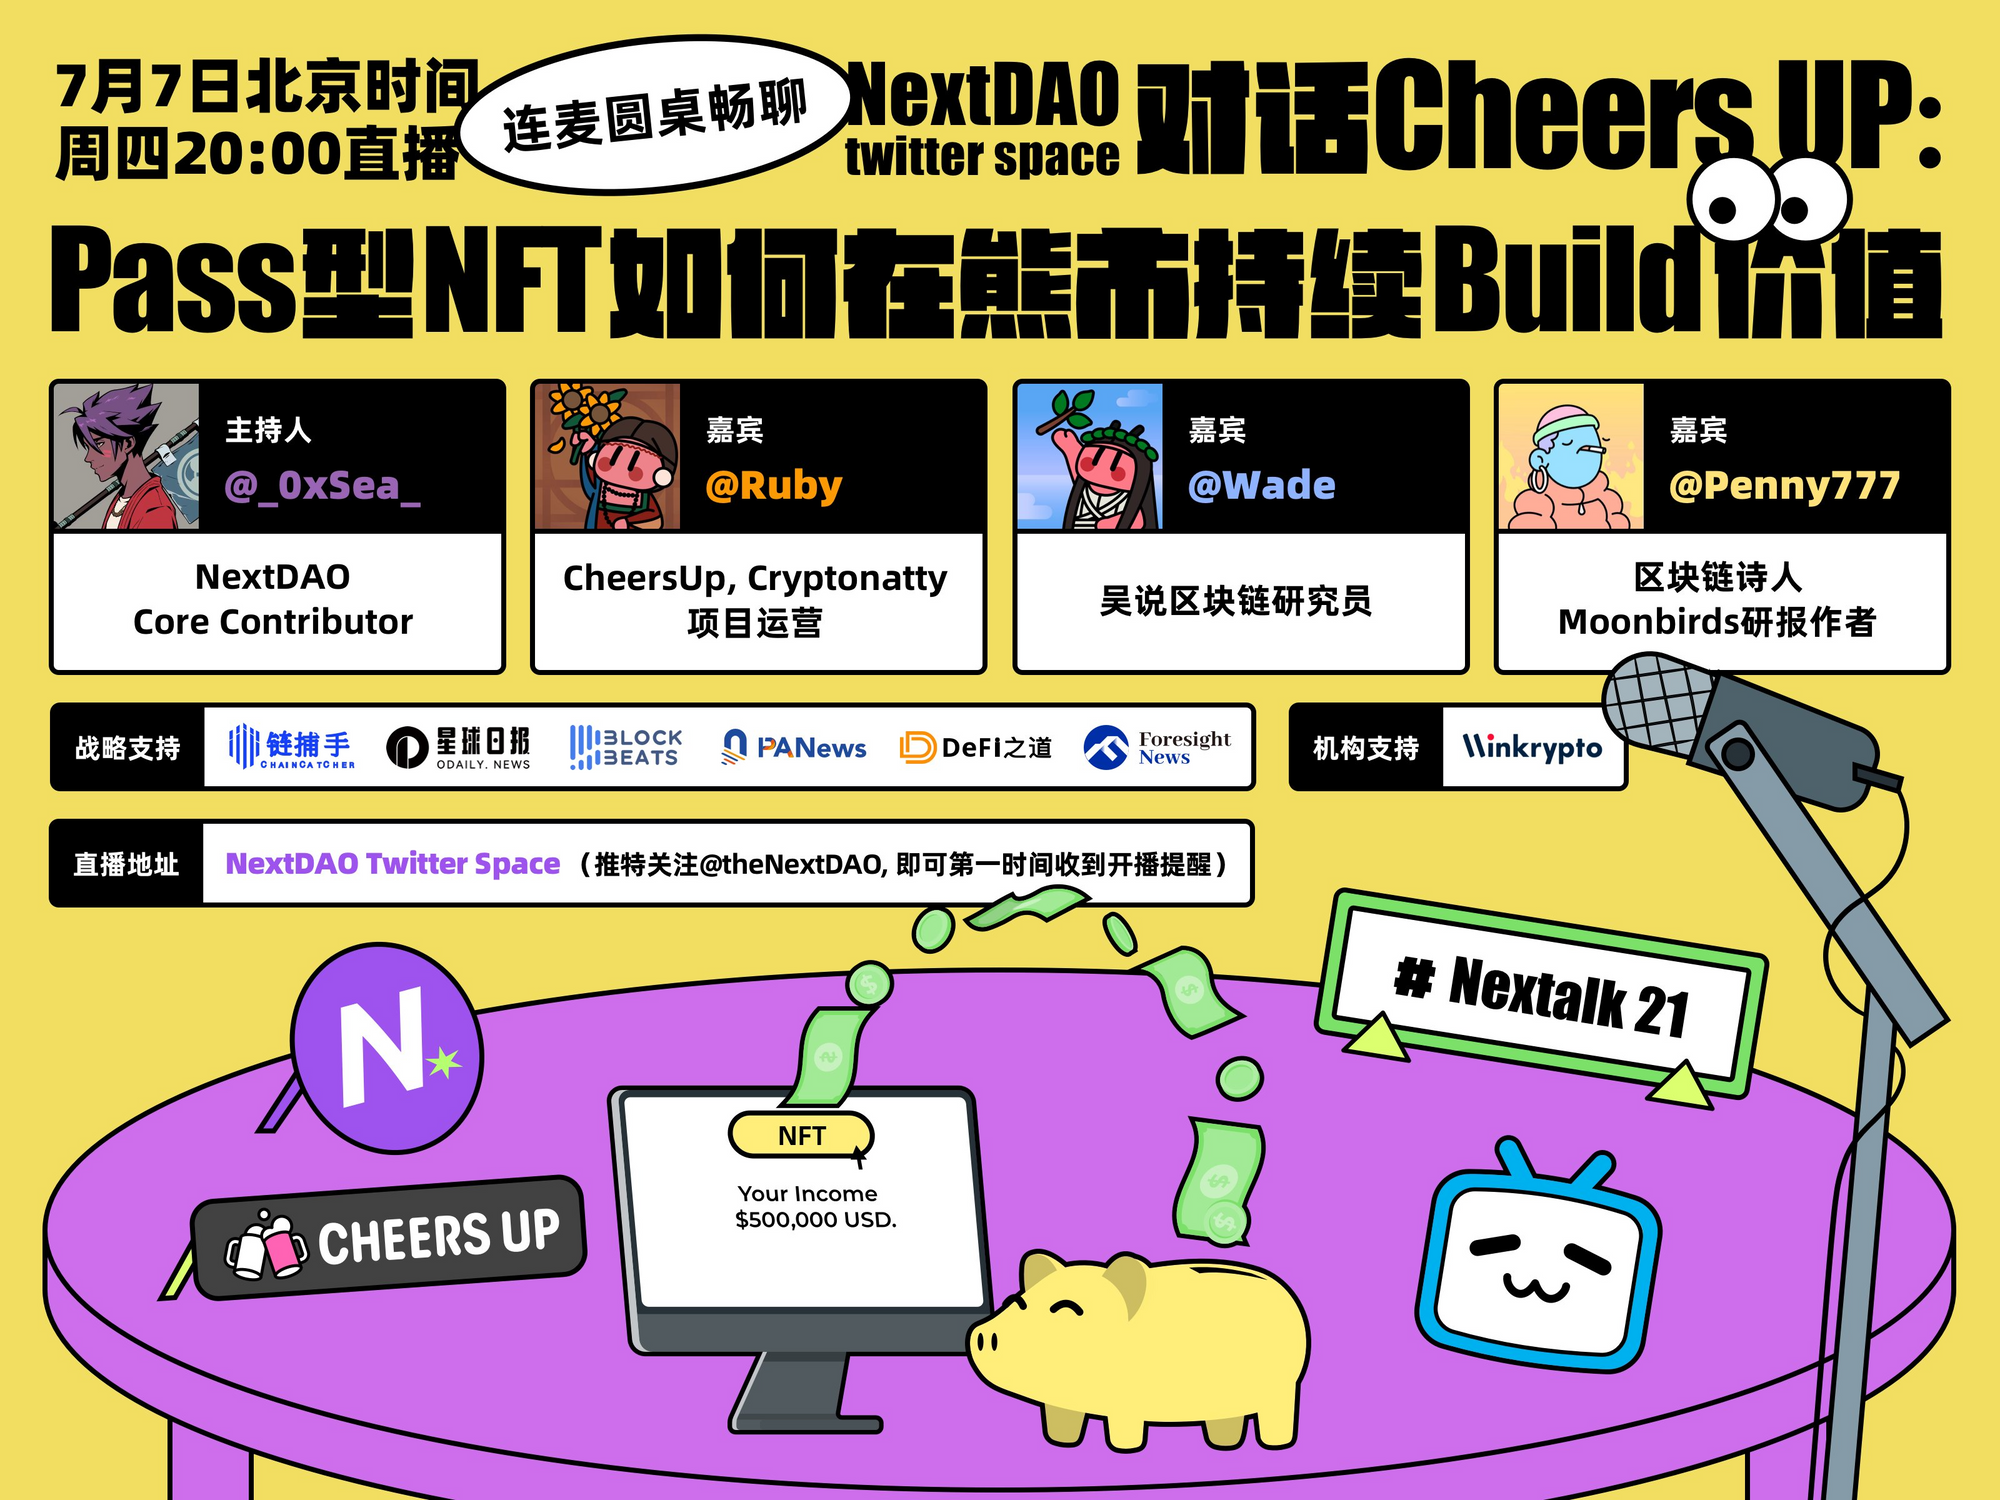 7月7日北京时间
周四20:00直播
连麦圆桌畅聊
NextDAO
twitter space
对话Cheers UP:
Pass型NFT如何在熊市持续Build价值
主持人
@_0xSea_
NextDAO
Core Contributor
嘉宾
@Ruby
CheersUp, Cryptonatty
项目运营
嘉宾
@Wade
吴说区块链研究员
嘉宾
@Penny777
区块链诗人
Moonbirds研报作者
战略支持
链捕手
CHAINCATCHER
星球日报
ODAILY. NEWS
BLOCK
BEATS
PANews
DeFi之道
Foresight
News
机构支持
Winkrypto
直播地址
NextDAO Twitter Space（推特关注@theNextDAO, 即可第一时间收到开播提醒）
# Nextalk 21
N
NFT
Your Income
$500,000 USD.
CHEERS UP